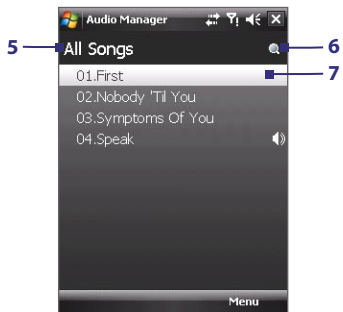 Audio Manager
5 All Songs 6
01.First 7
02.Nobody 'Til You
03.Symptoms Of You
04.Speak
Menu